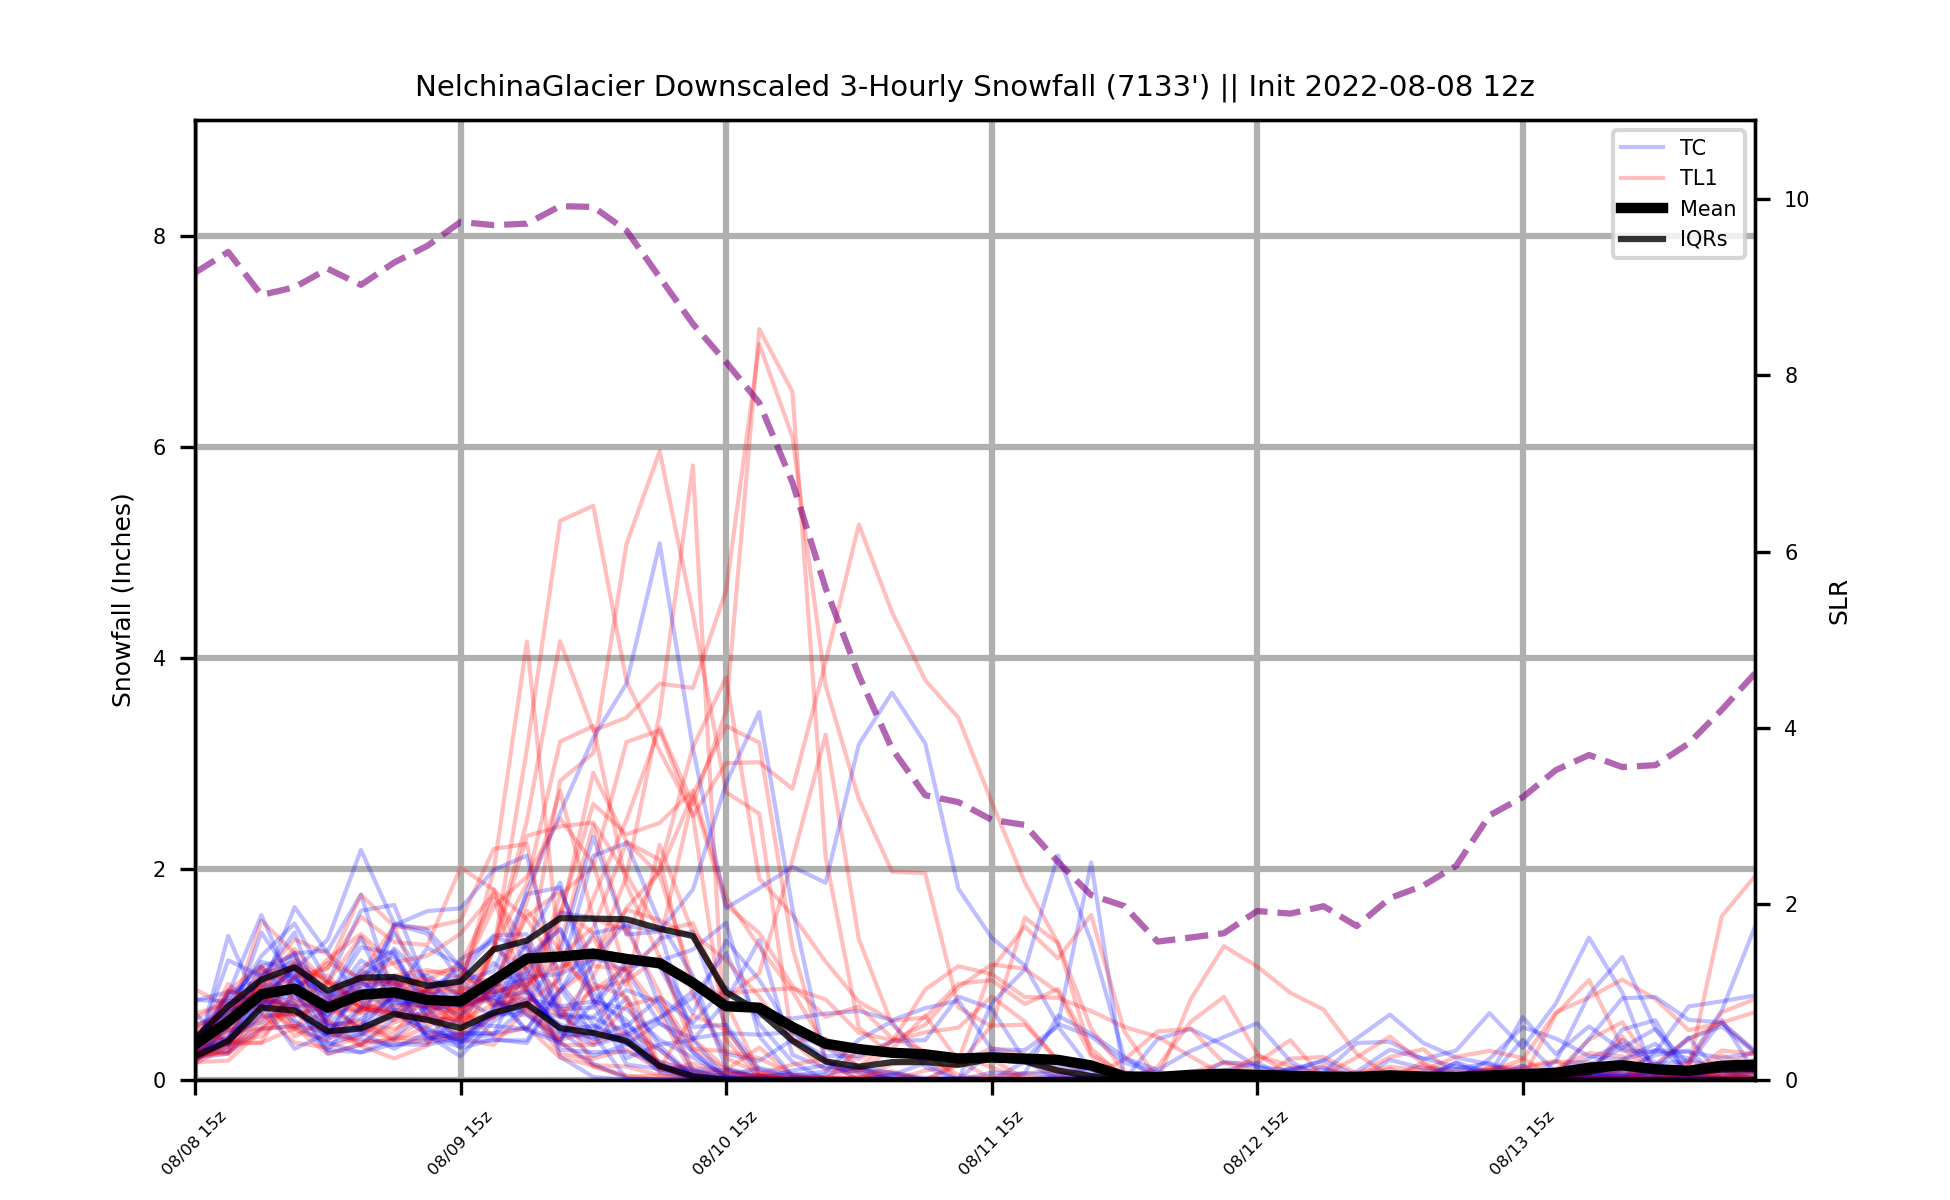 NelchinaGlacier Downscaled 3-Hourly Snowfall (7133') || Init 2022-08-08 12z
TC
TL1
Mean
IQRs
Snowfall (Inches)
8
6
4
2
0
SLR
10
8
6
4
2
0
08/08 15z
08/09 15z
08/10 15z
08/11 15z
08/12 15z
08/13 15z